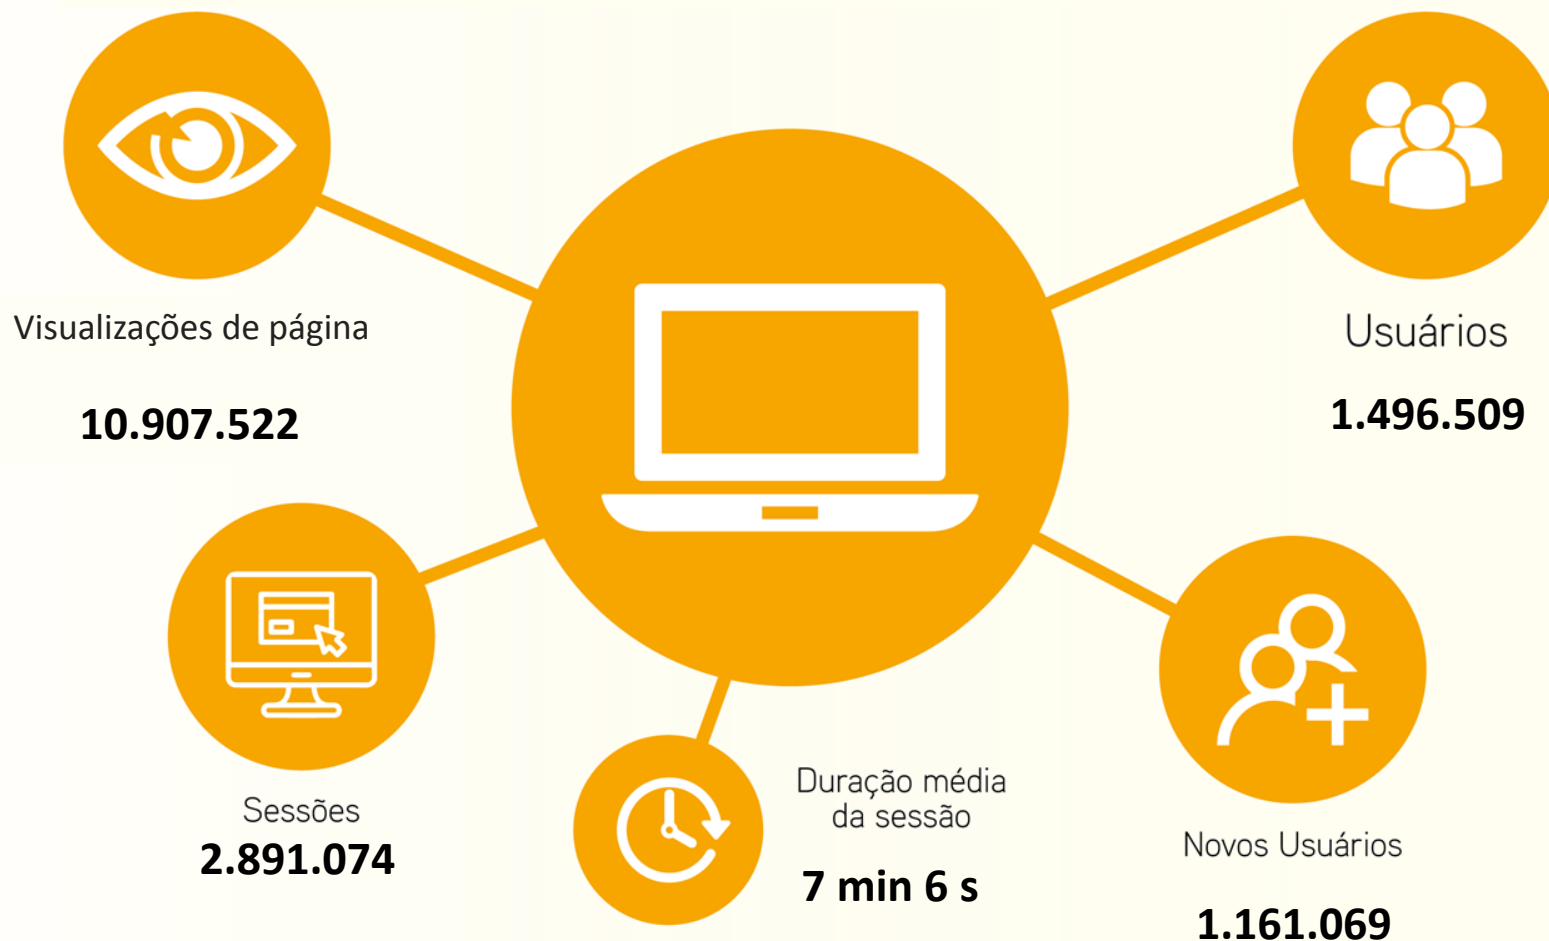 Visualizações de página
10.907.522
Usuários
1.496.509
Sessões
2.891.074
Duração média
da sessão
7 min 6 s
Novos Usuários
1.161.069